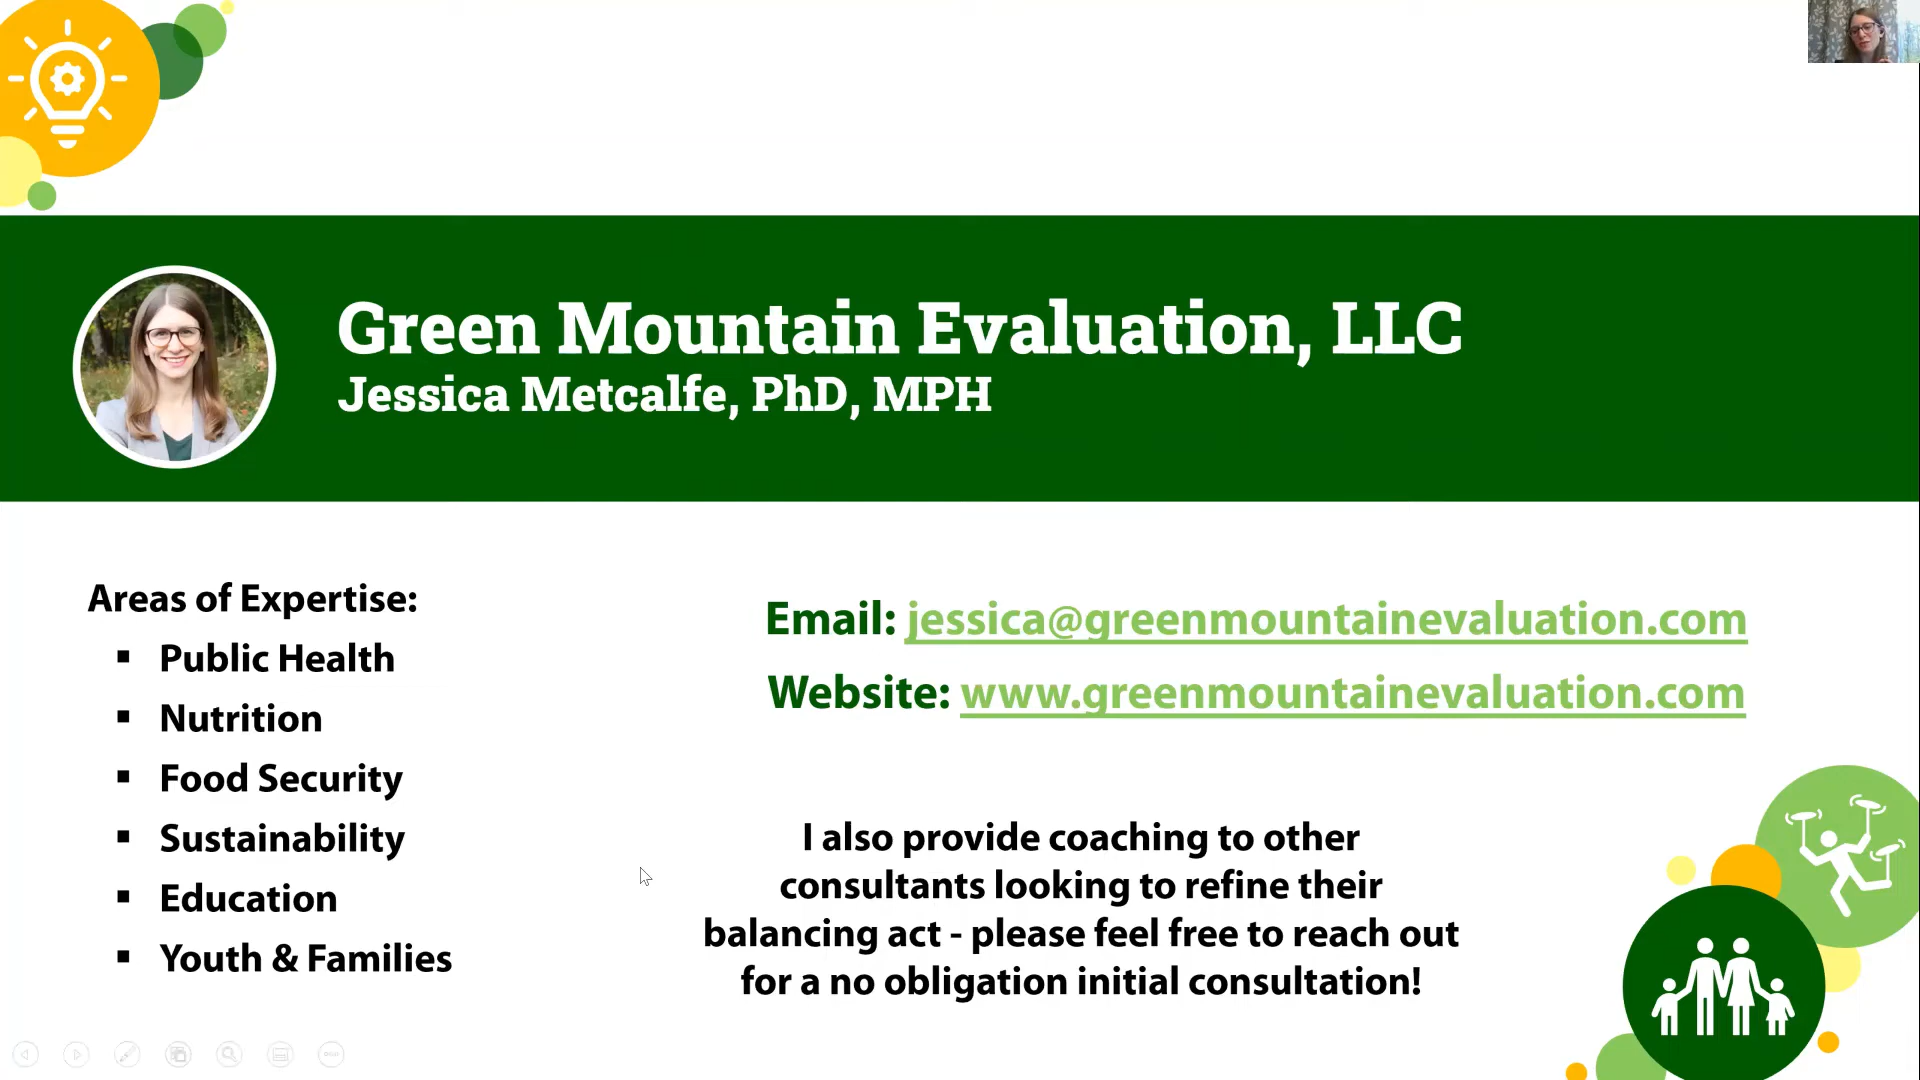 Green Mountain Evaluation, LLC
Jessica Metcalfe, PhD, MPH
Areas of Expertise:
▪ Public Health
▪ Nutrition
▪ Food Security
▪ Sustainability
▪ Education
▪ Youth & Families
Email: jessica@greenmountainevaluation.com
Website: www.greenmountainevaluation.com
I also provide coaching to other
consultants looking to refine their
balancing act - please feel free to reach out
for a no obligation initial consultation!